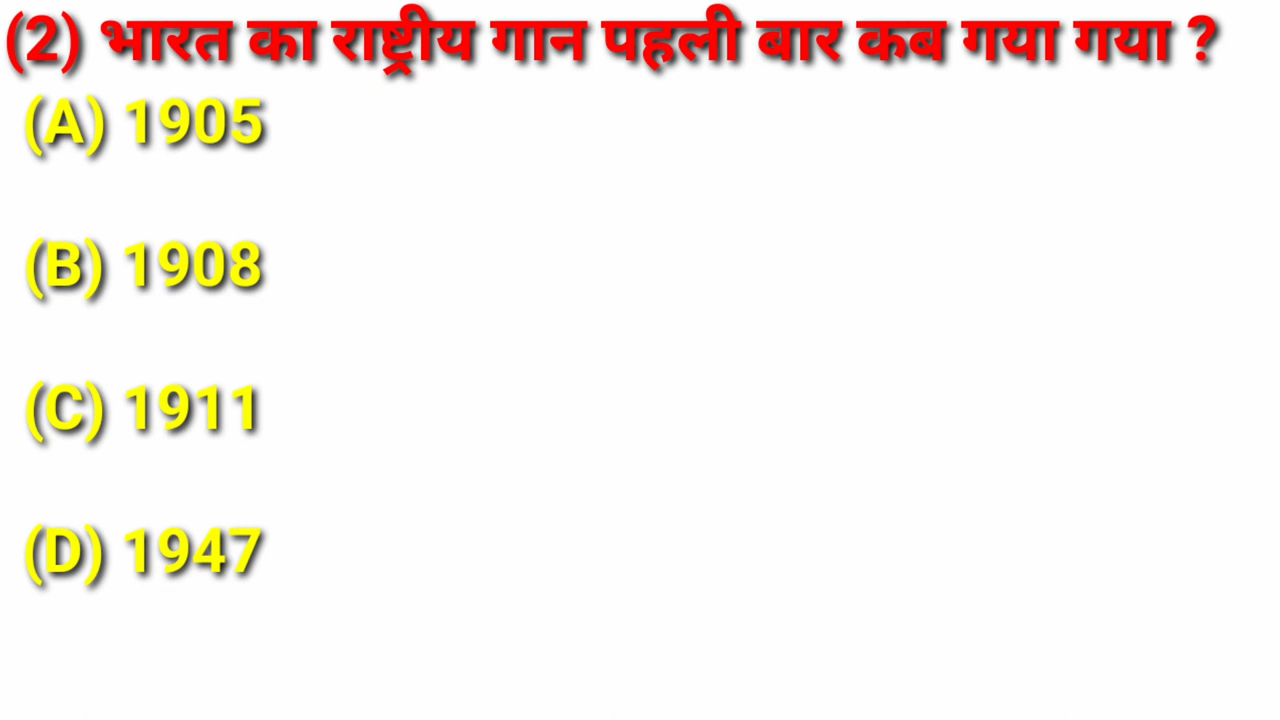 (2) भारत का राष्ट्रीय गान पहली बार कब गया गया ?
(A) 1905
(B) 1908
(C) 1911
(D) 1947